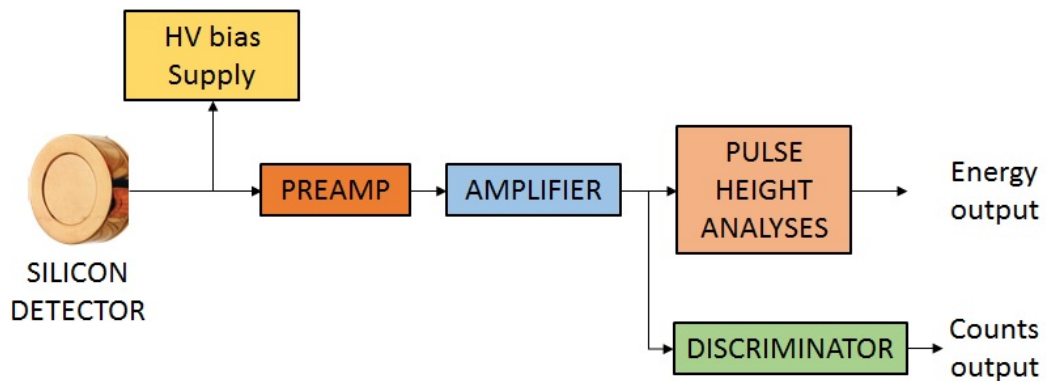 HV bias
Supply
SILICON
DETECTOR
PREAMP
AMPLIFIER
PULSE
HEIGHT
ANALYSES
Energy
output
DISCRIMINATOR
Counts
output